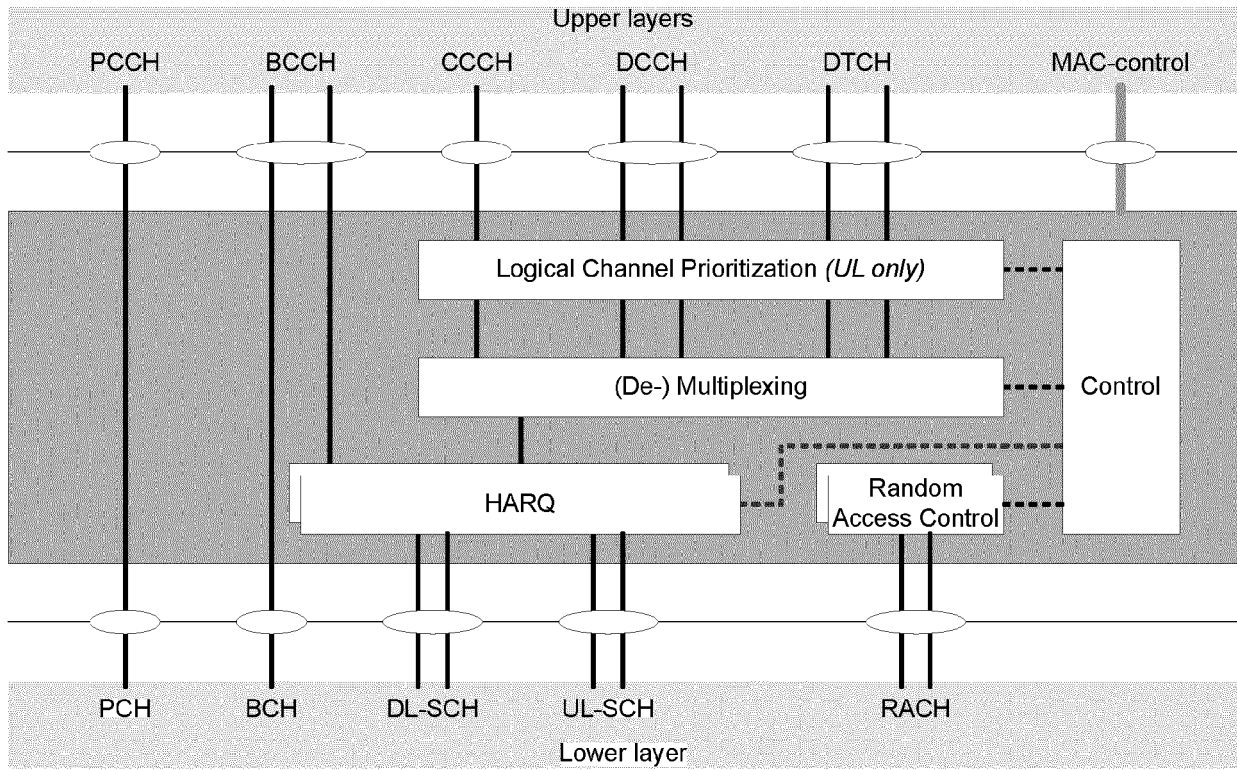 Upper layers
PCCH BCCH CCCH DCCH DTCH MAC-control
Logical Channel Prioritization (UL only)
(De-) Multiplexing
Control
HARQ
Random
Access Control
PCH BCH DL-SCH UL-SCH RACH
Lower layer